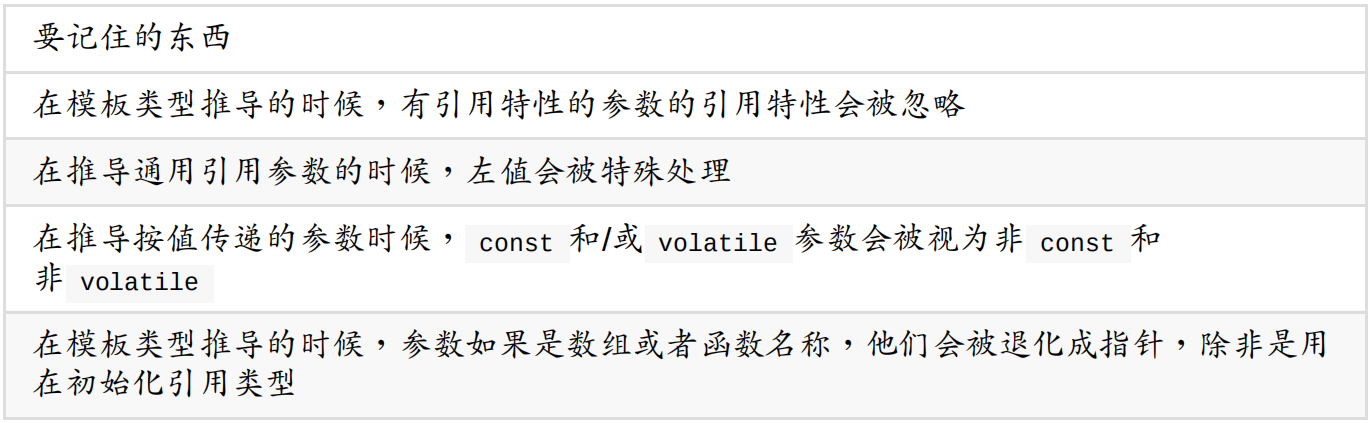 要记住的东西
在模板类型推导的时候，有引用特性的参数的引用特性会被忽略
在推导通用引用参数的时候，左值会被特殊处理
在推导按值传递的参数时候， const 和/或 volatile 参数会被视为非 const 和
非 volatile
在模板类型推导的时候，参数如果是数组或者函数名称，他们会被退化成指针，除非是用
在初始化引用类型